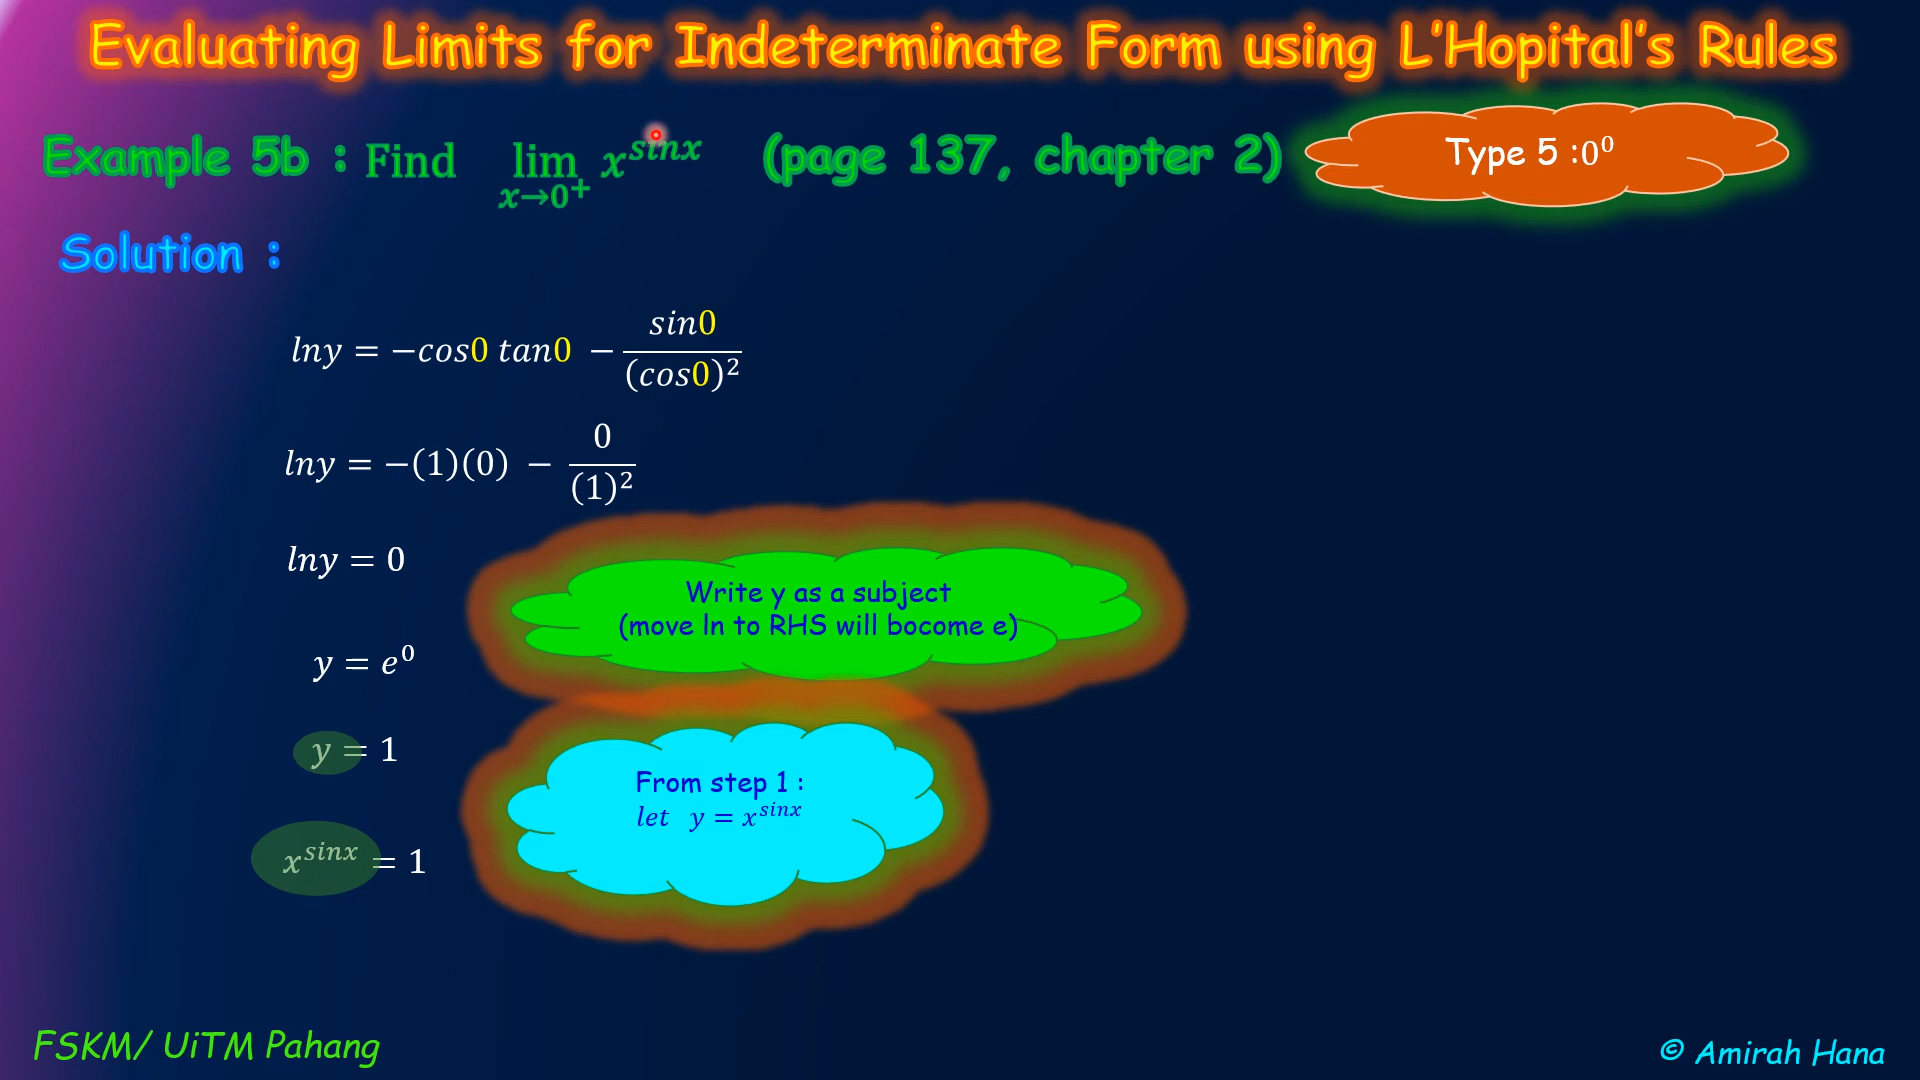 Evaluating Limits for Indeterminate Form using L'Hopital's Rules
Example 5b : Find lim x→0⁺ x^sinx (page 137, chapter 2)
Type 5 :0⁰
Solution :
lny = −cos0 tan0 − sin0/(cos0)²
lny = −(1)(0) − 0/(1)²
lny = 0
Write y as a subject
(move ln to RHS will bocome e)
y = e⁰
y = 1
From step 1 :
let y = x^sinx
x^sinx = 1
FSKM/ UiTM Pahang
© Amirah Hana